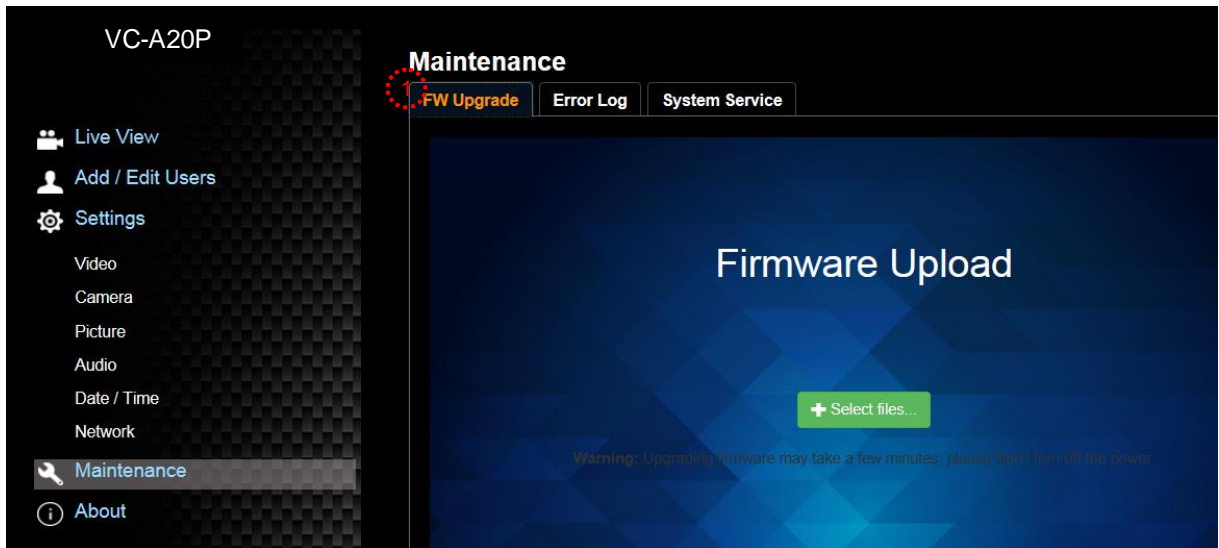 VC-A20P
Live View
Add / Edit Users
Settings
Video
Camera
Picture
Audio
Date / Time
Network
Maintenance
About
Maintenance
1
FW Upgrade Error Log System Service
Firmware Upload
Select files...
Warning: Upgrading firmware may take a few minutes, please don't turn off the power.